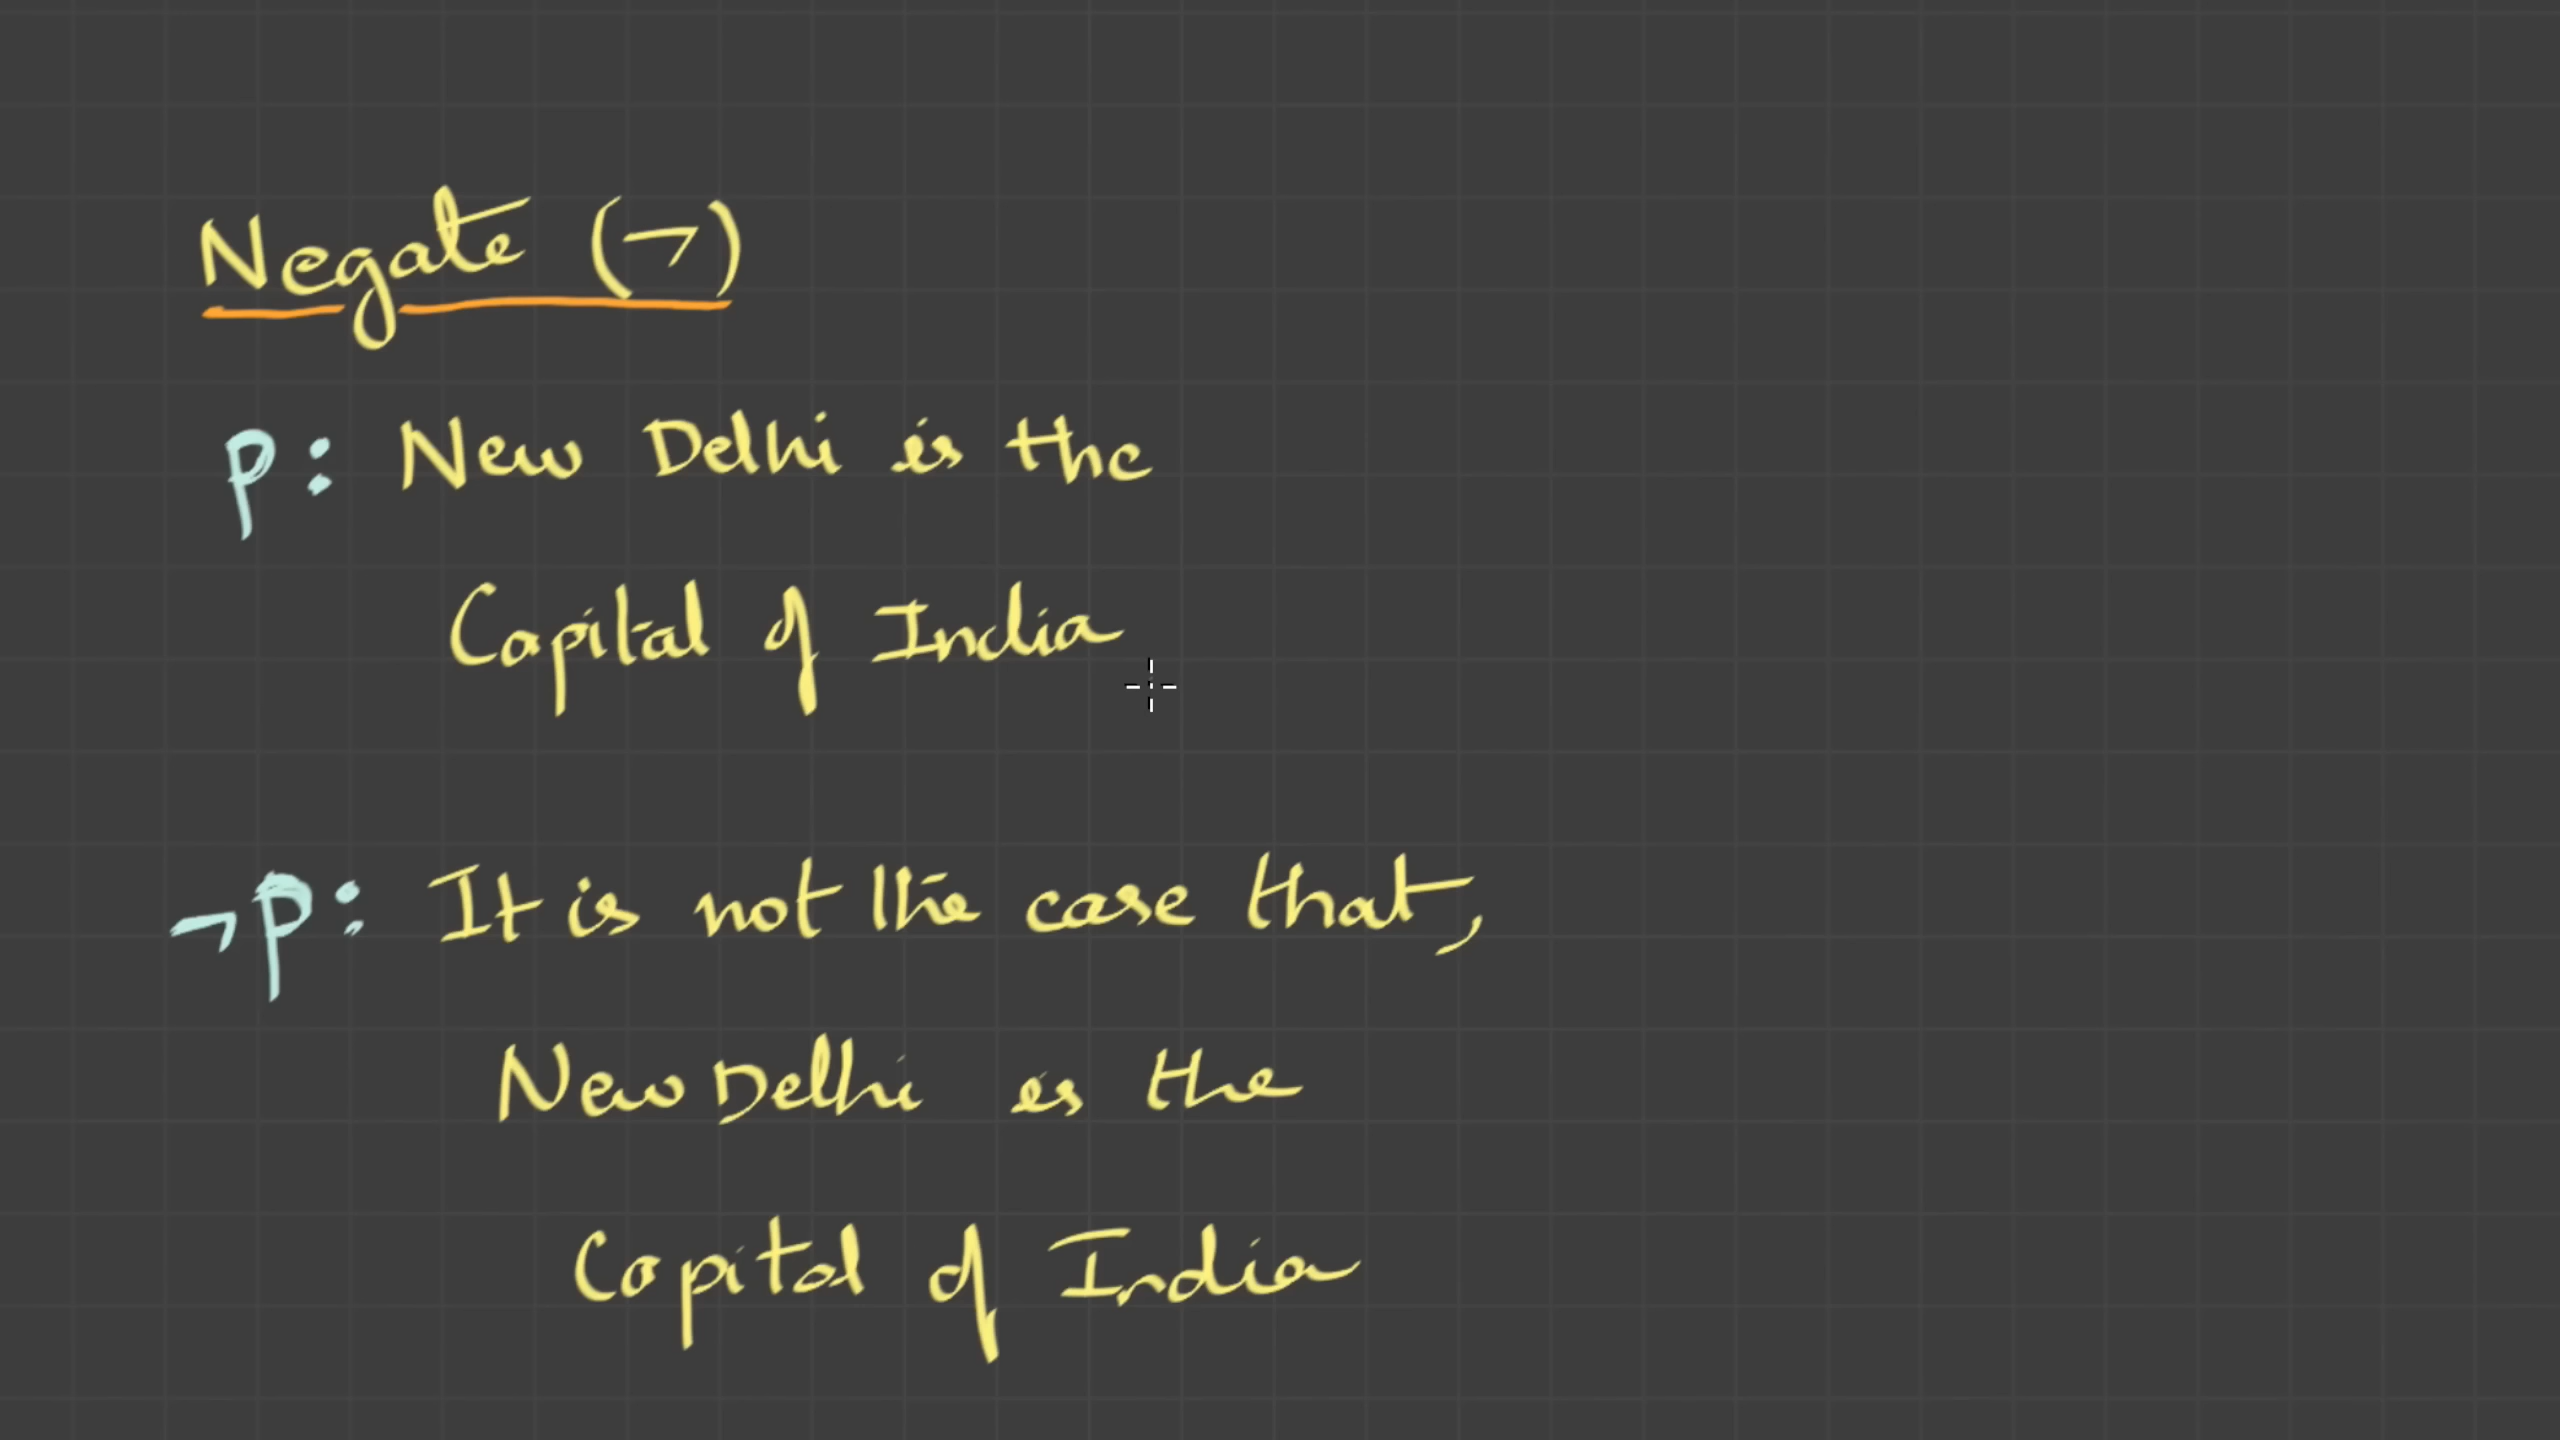 Negate (¬)
p: New Delhi is the
Capital of India
¬p: It is not the case that,
New Delhi is the
Capital of India